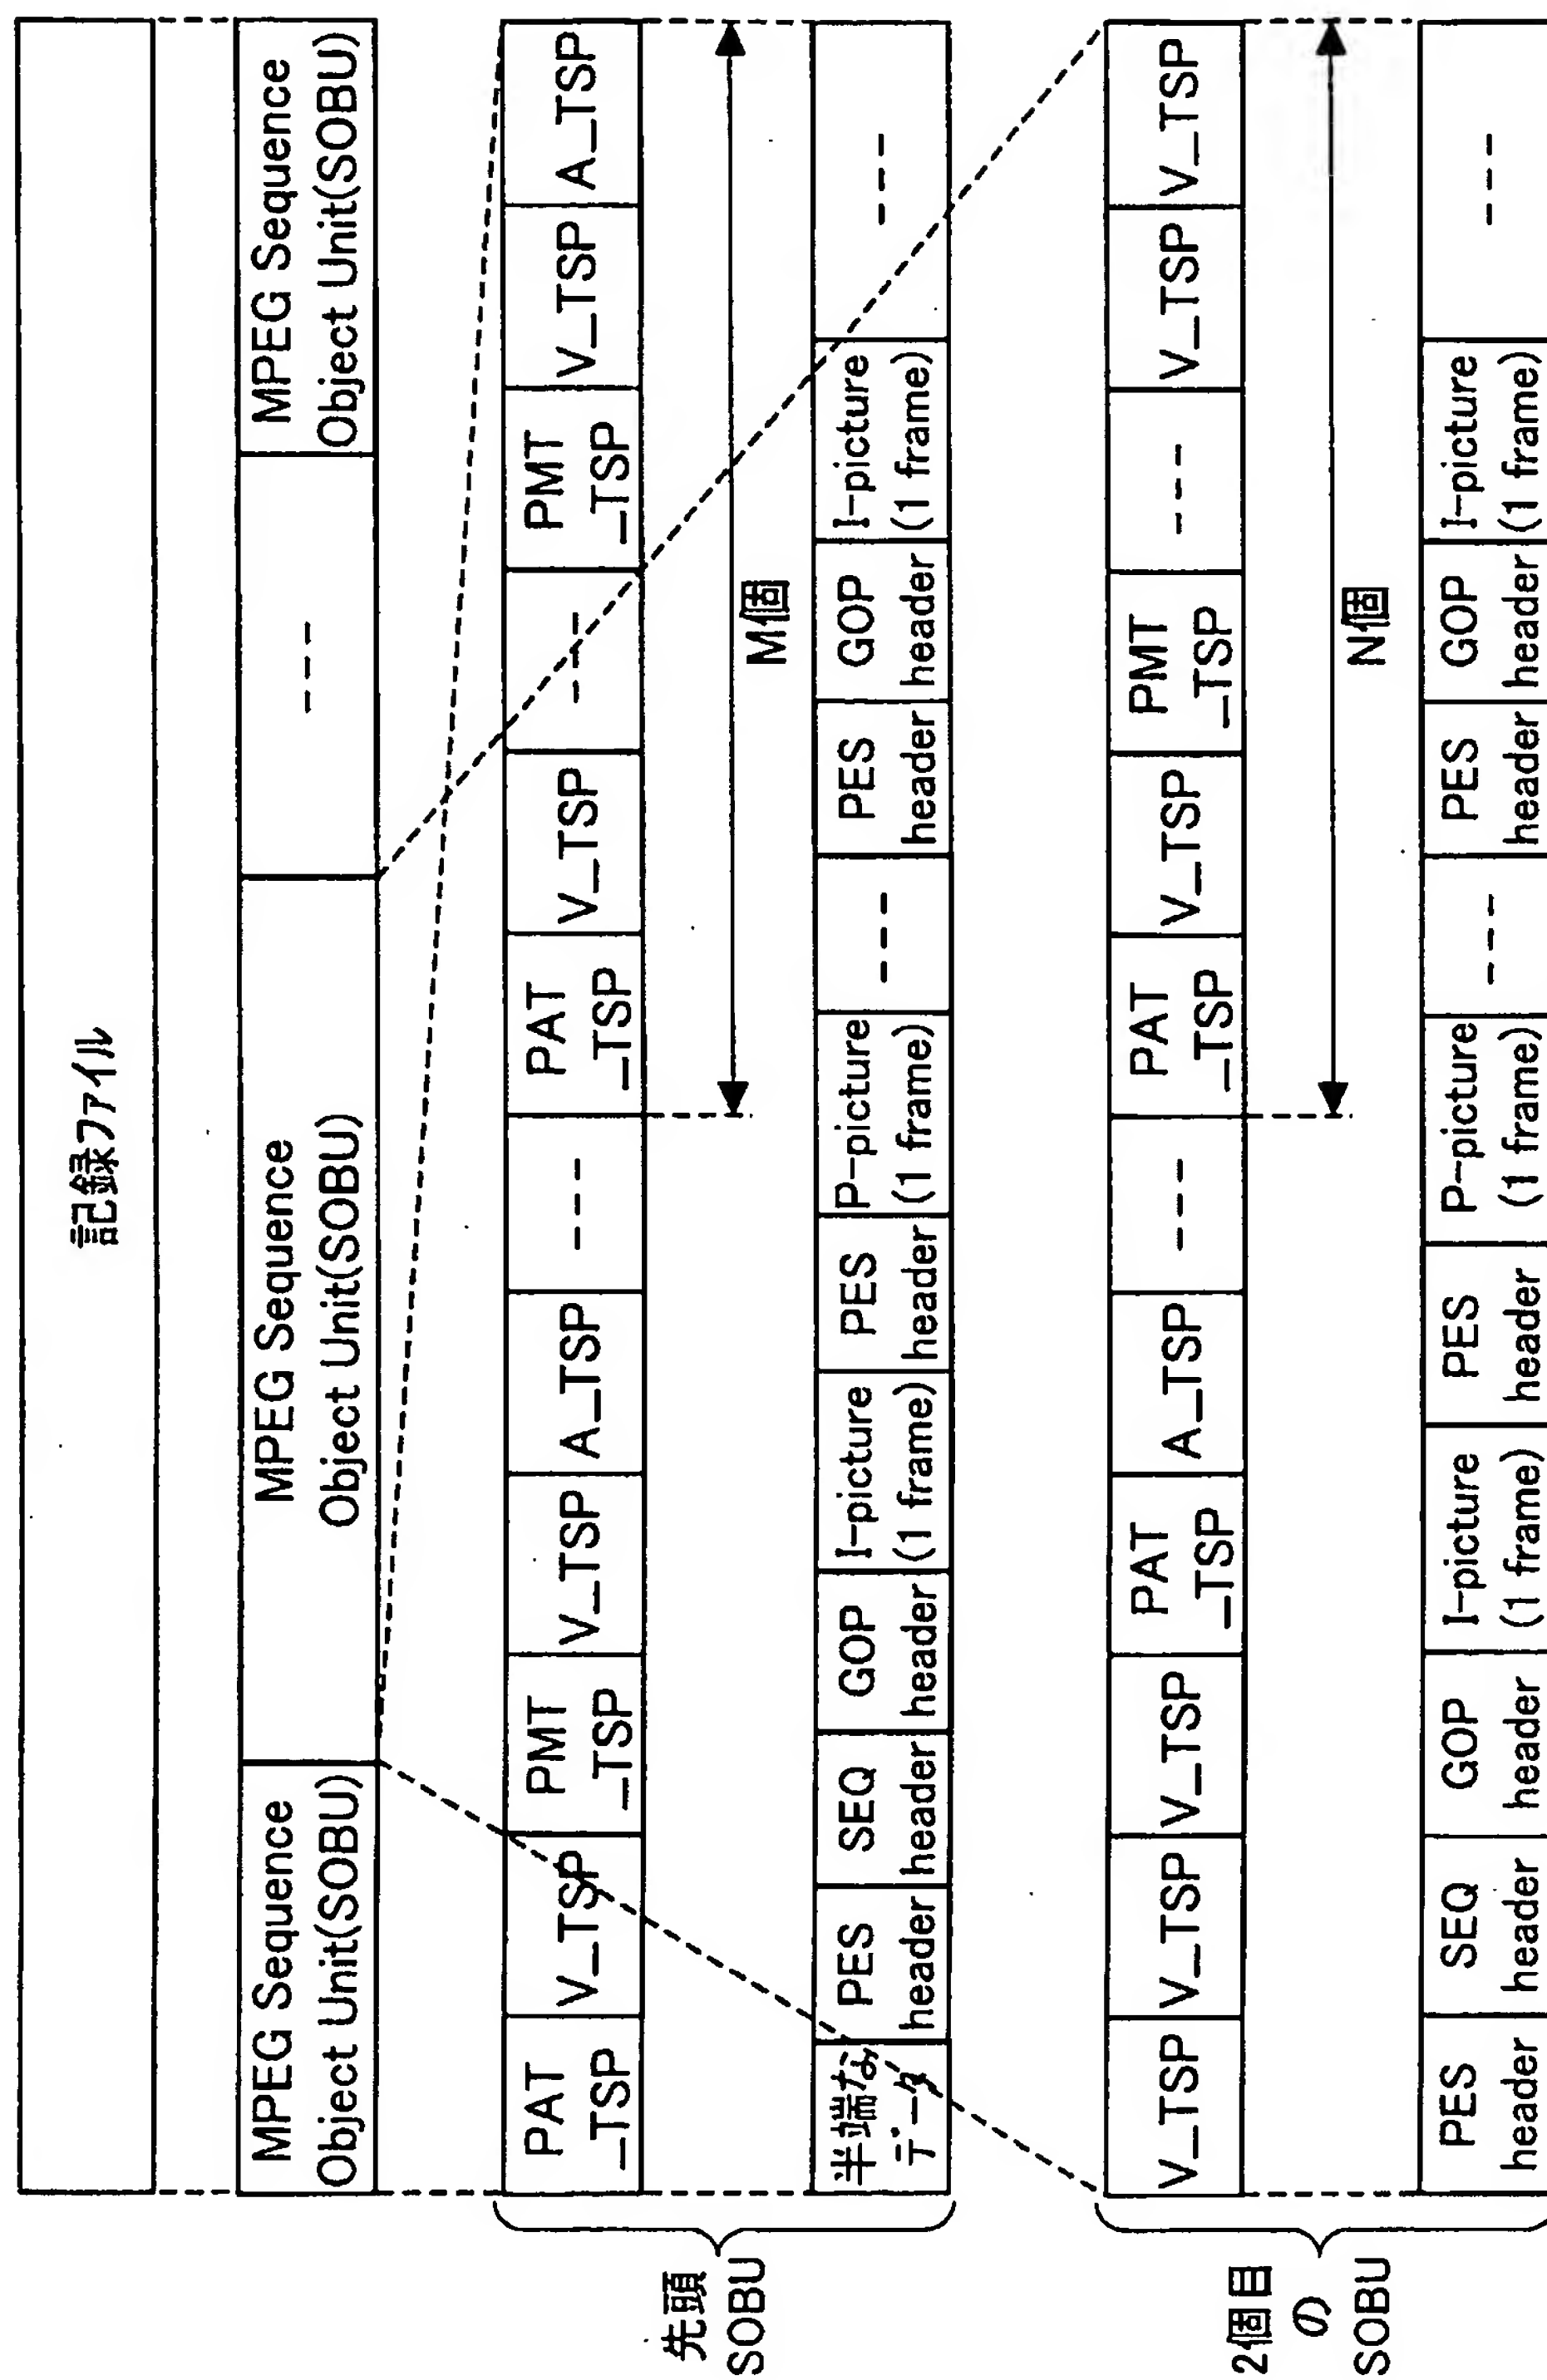 記録ファイル
MPEG Sequence
Object Unit(SOBU)
MPEG Sequence
Object Unit(SOBU)
---
MPEG Sequence
Object Unit(SOBU)
先頭
SOBU
PAT
_TSP
V_TSP
PMT
_TSP
V_TSP
A_TSP
---
PAT
_TSP
V_TSP
---
PMT
_TSP
V_TSP
A_TSP
M個
半端な
データ
PES
header
SEQ
header
GOP
header
I-picture
(1 frame)
PES
header
P-picture
(1 frame)
---
PES
header
GOP
header
I-picture
(1 frame)
---
2個目
の
SOBU
V_TSP
V_TSP
V_TSP
PAT
_TSP
A_TSP
---
PAT
_TSP
V_TSP
PMT
_TSP
---
V_TSP
V_TSP
N個
PES
header
SEQ
header
GOP
header
I-picture
(1 frame)
PES
header
P-picture
(1 frame)
---
PES
header
GOP
header
I-picture
(1 frame)
---